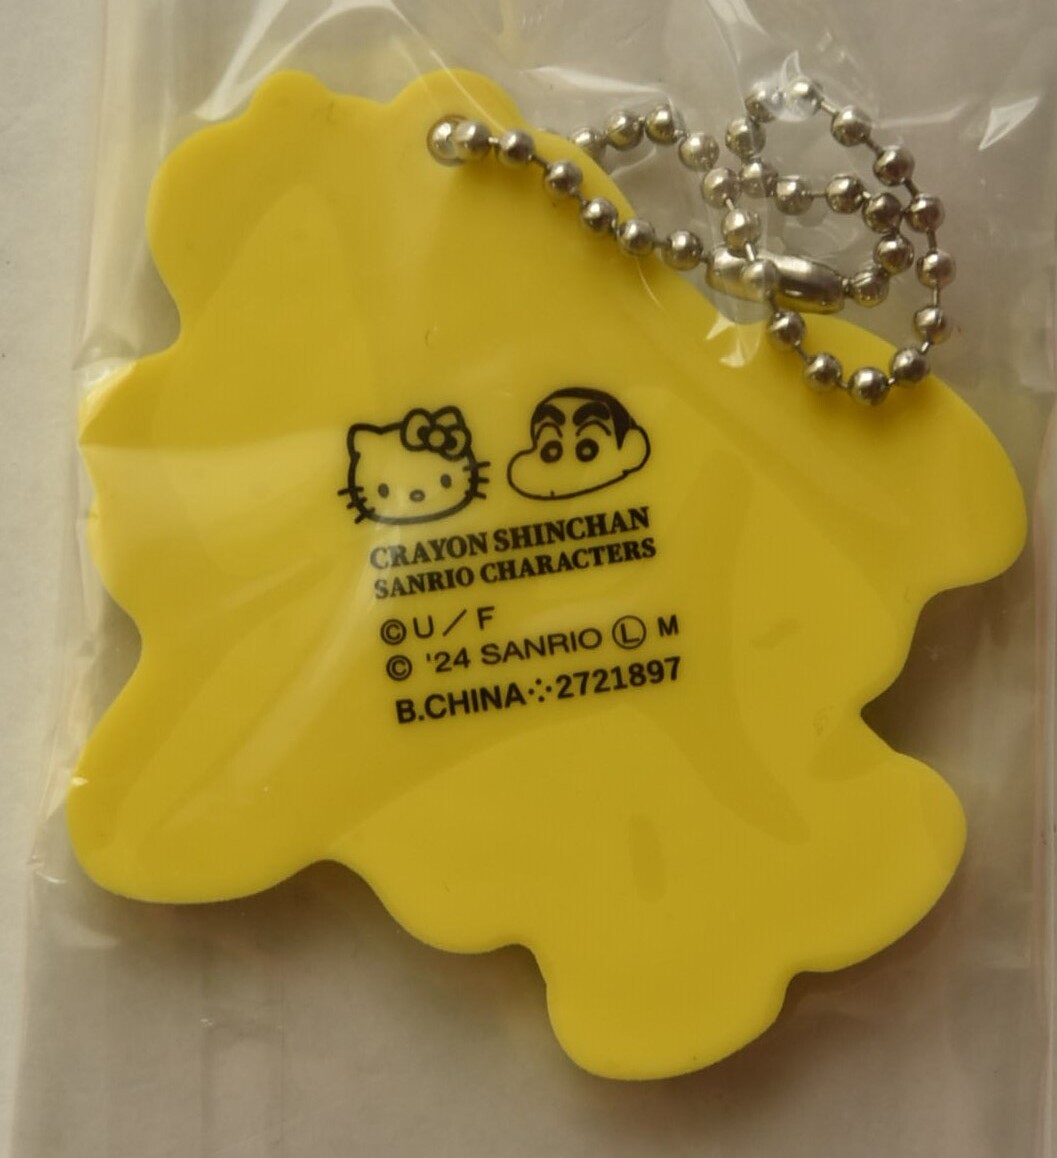 CRAYON SHINCHAN
SANRIO CHARACTERS
©U／F
© '24 SANRIO Ⓛ M
B.CHINA⁘2721897